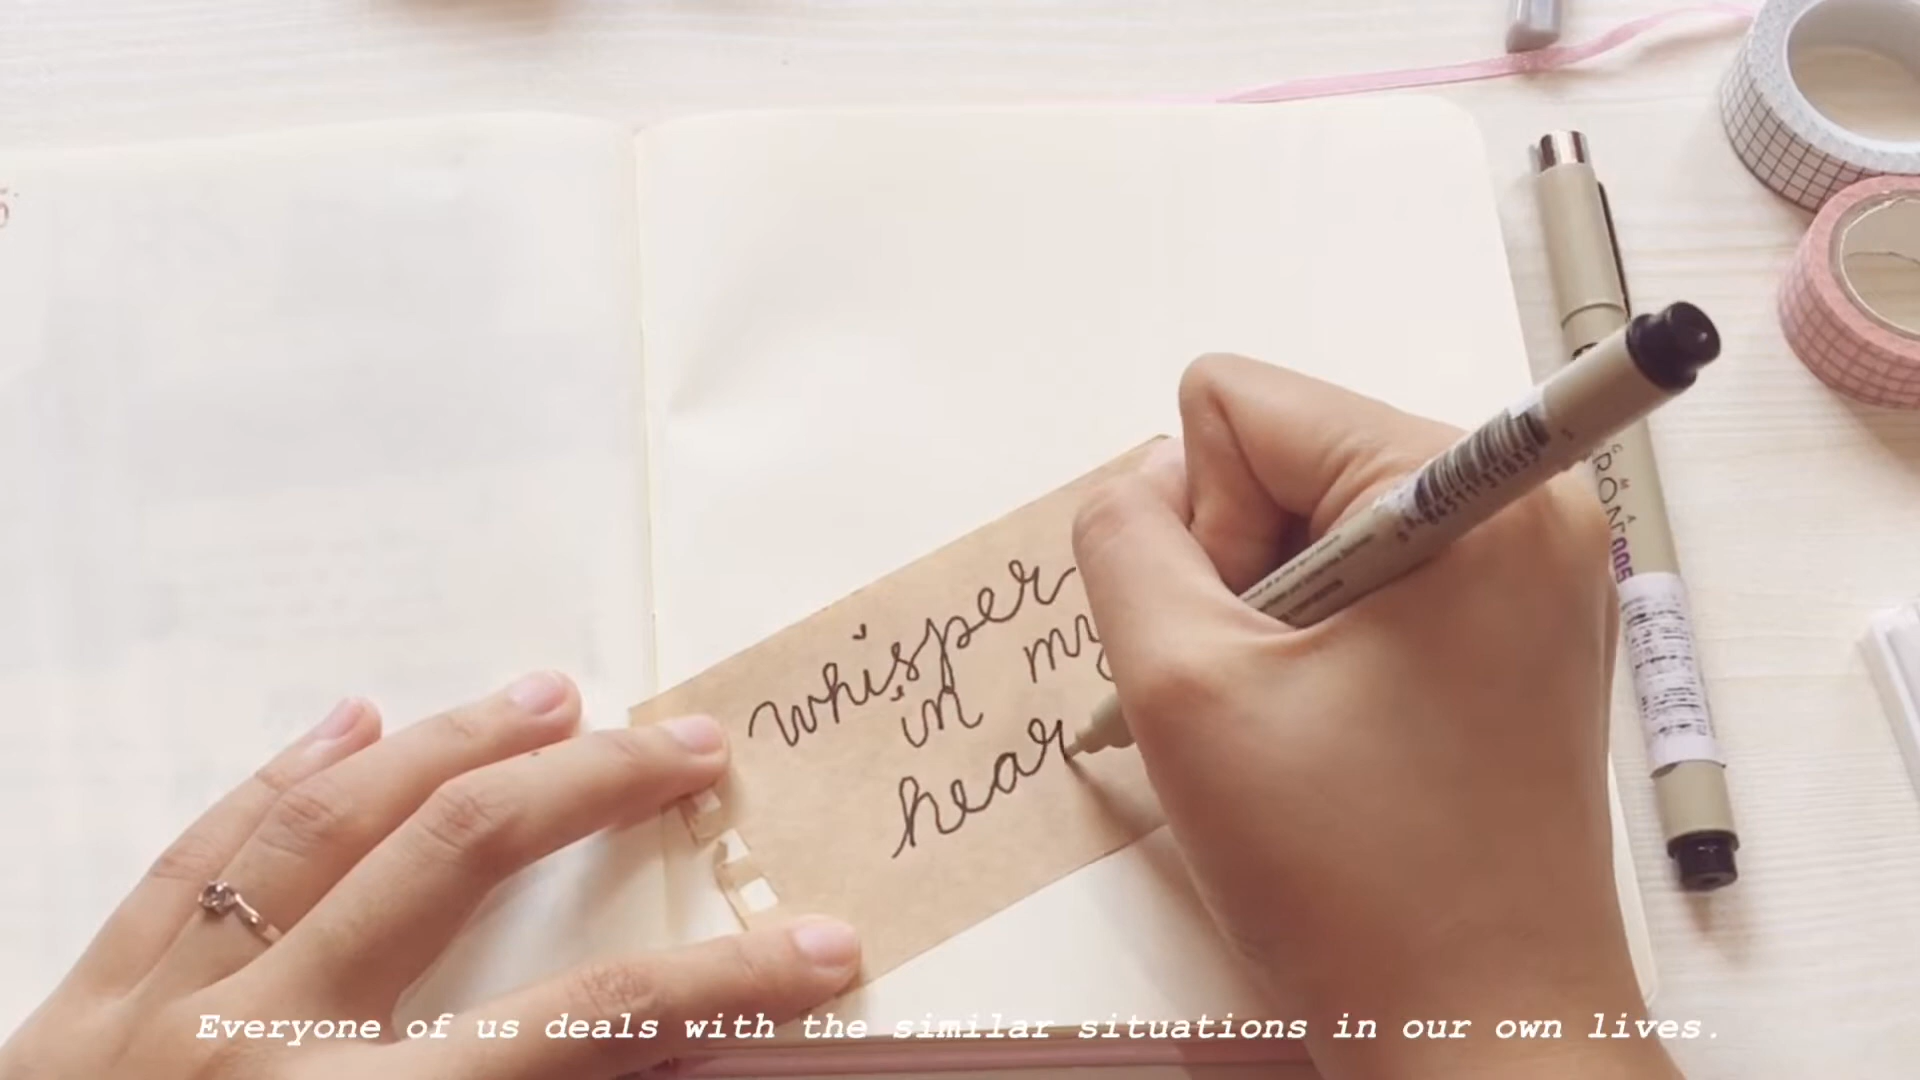 whisper
in my
hear
005
Everyone of us deals with the similar situations in our own lives.